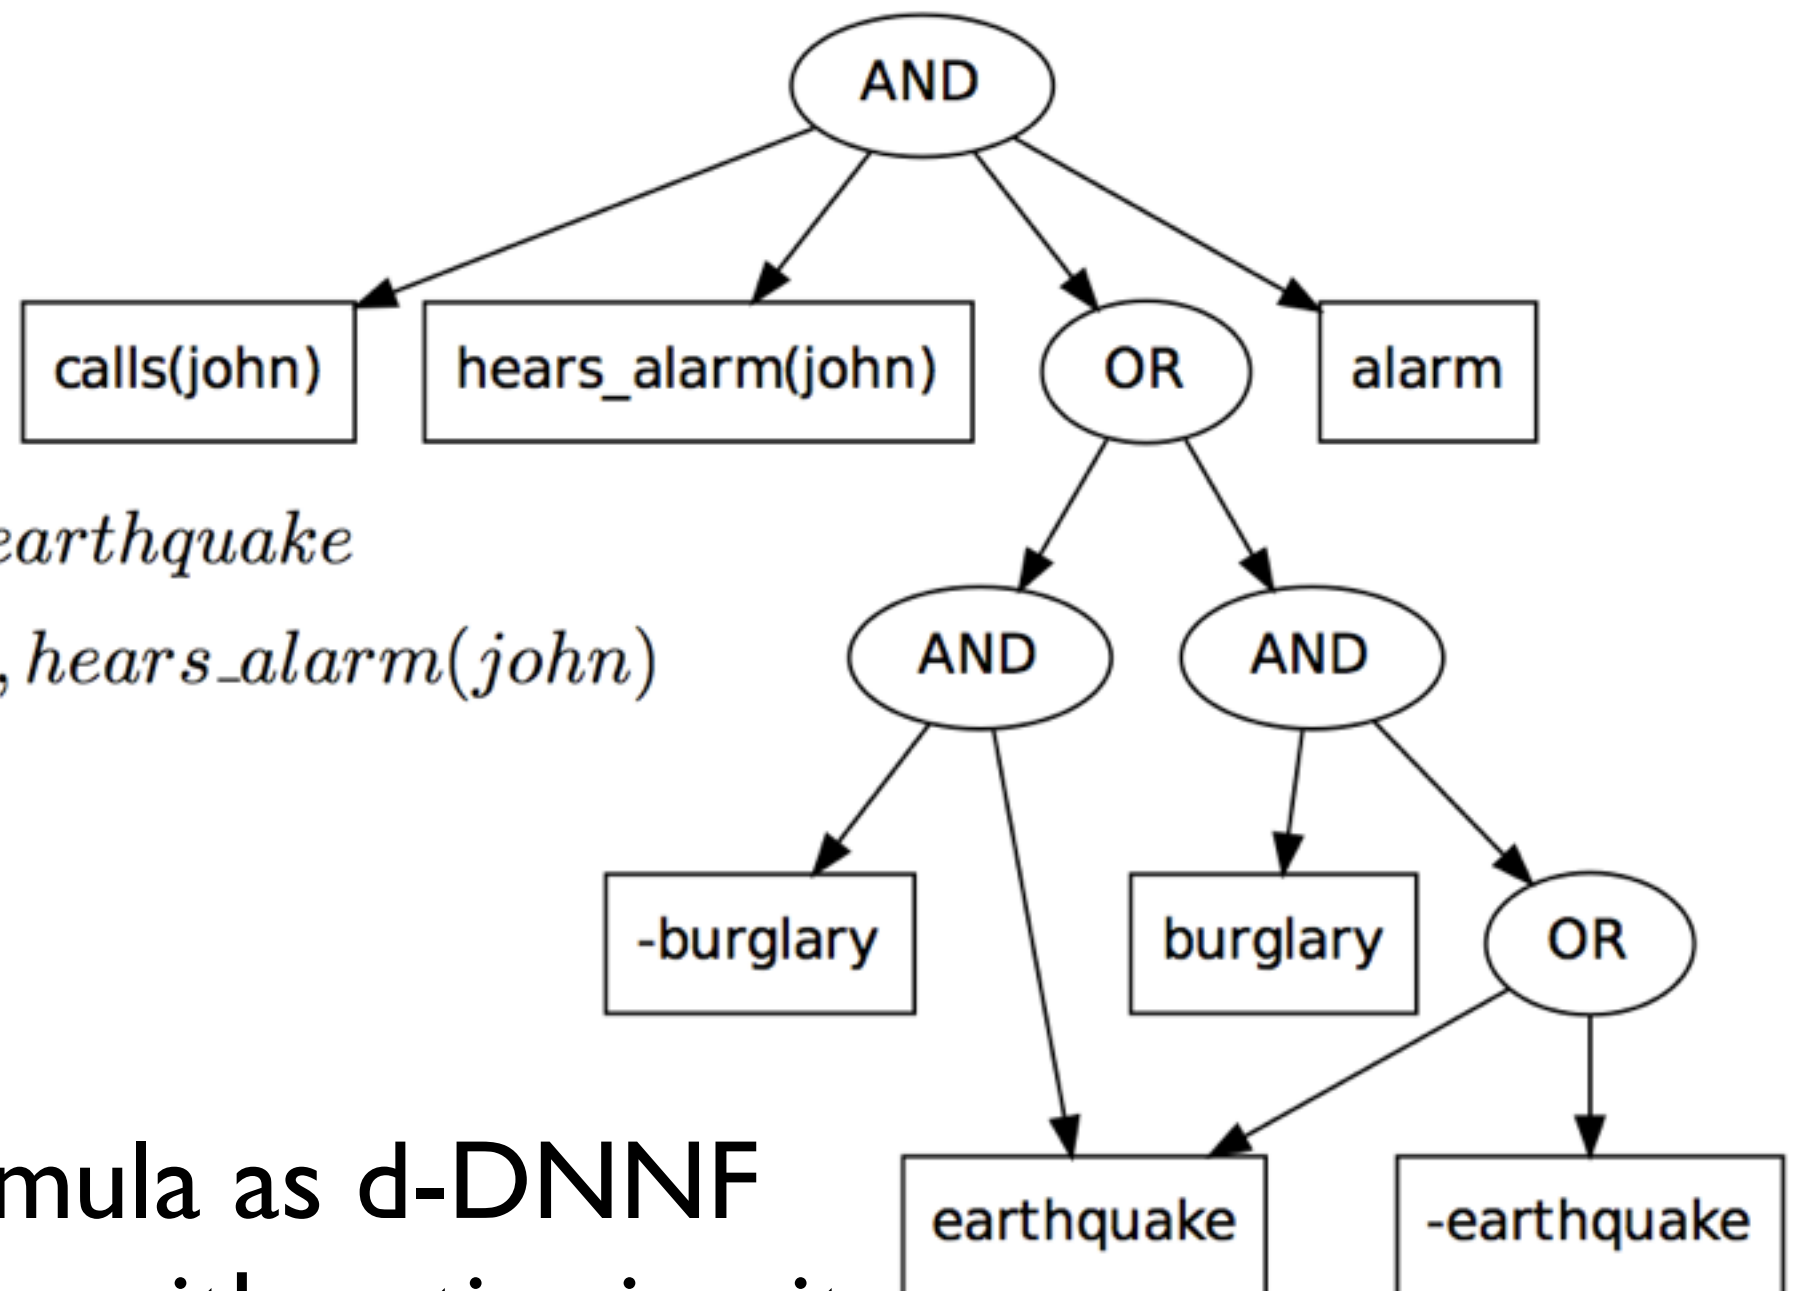 AND
calls(john) hears_alarm(john) OR alarm
earthquake
, hears_alarm(john)
AND AND
-burglary burglary OR
mula as d-DNNF
earthquake -earthquake